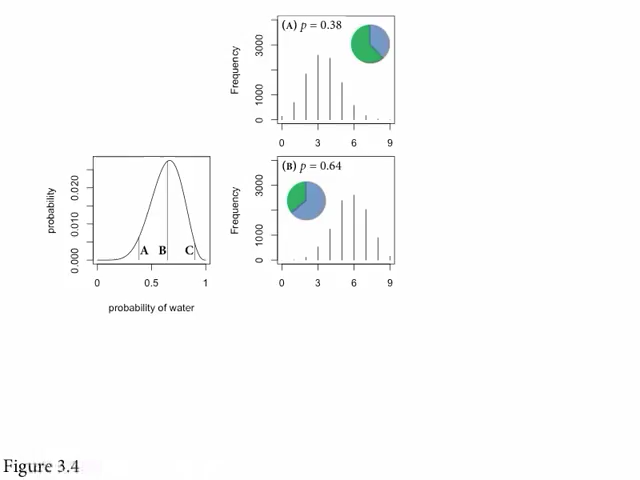 (A) p = 0.38
Frequency
0 1000 3000
0 3 6 9
(B) p = 0.64
Frequency
0 1000 3000
0 3 6 9
probability
0.000 0.010 0.020
A B C
0 0.5 1
probability of water
Figure 3.4